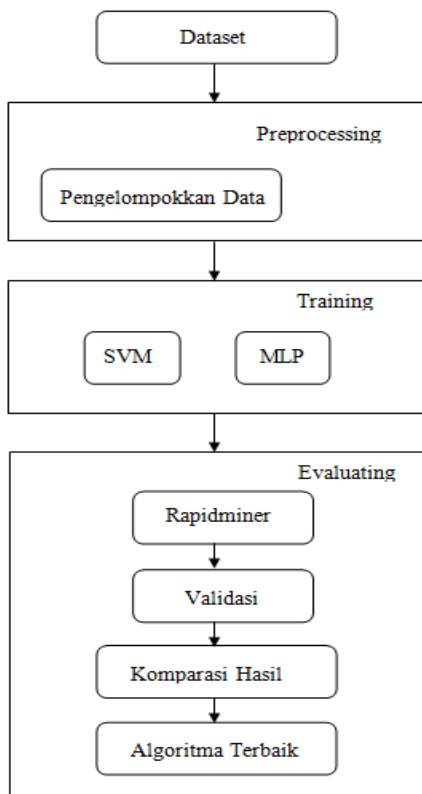 Dataset
Preprocessing
Pengelompokkan Data
Training
SVM
MLP
Evaluating
Rapidminer
Validasi
Komparasi Hasil
Algoritma Terbaik